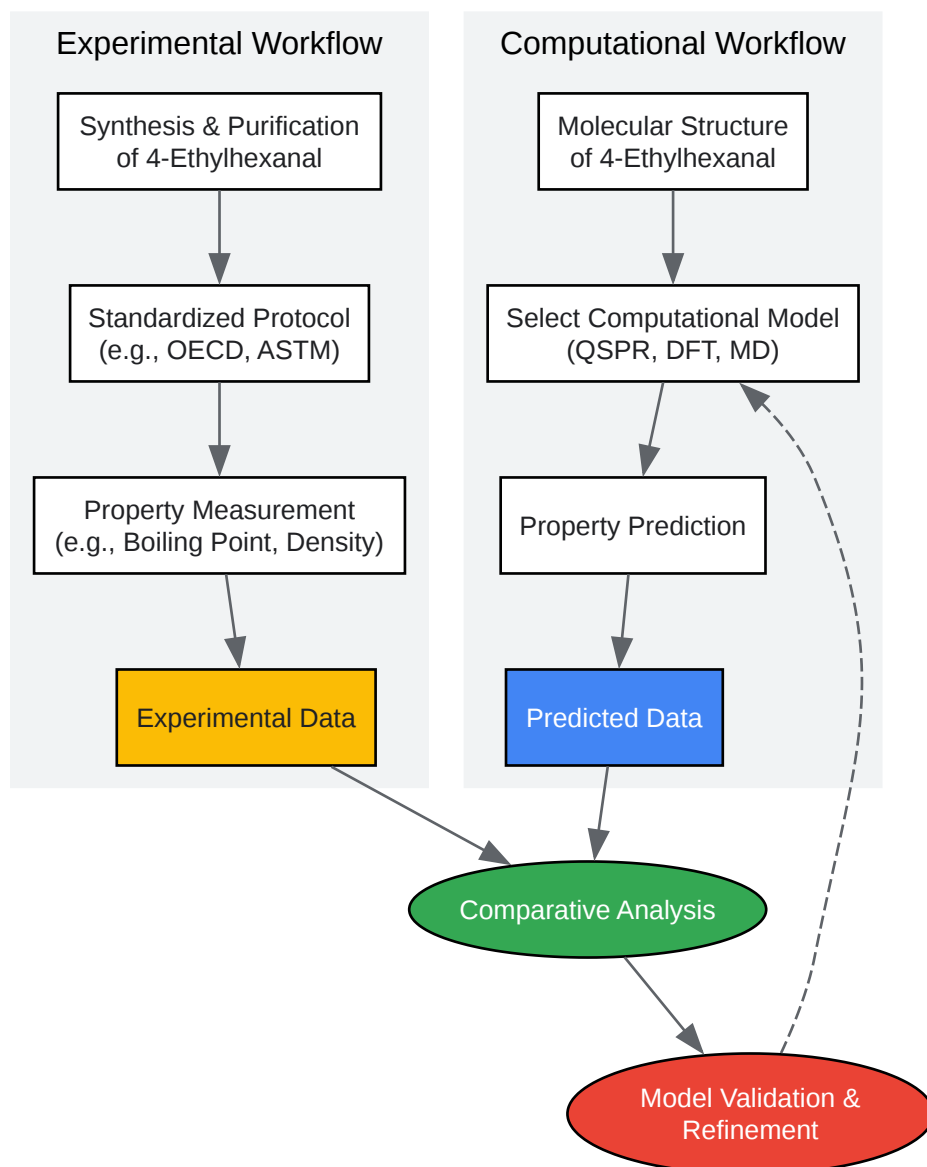 Experimental Workflow
Synthesis & Purification
of 4-Ethylhexanal
Standardized Protocol
(e.g., OECD, ASTM)
Property Measurement
(e.g., Boiling Point, Density)
Experimental Data
Computational Workflow
Molecular Structure
of 4-Ethylhexanal
Select Computational Model
(QSPR, DFT, MD)
Property Prediction
Predicted Data
Comparative Analysis
Model Validation &
Refinement